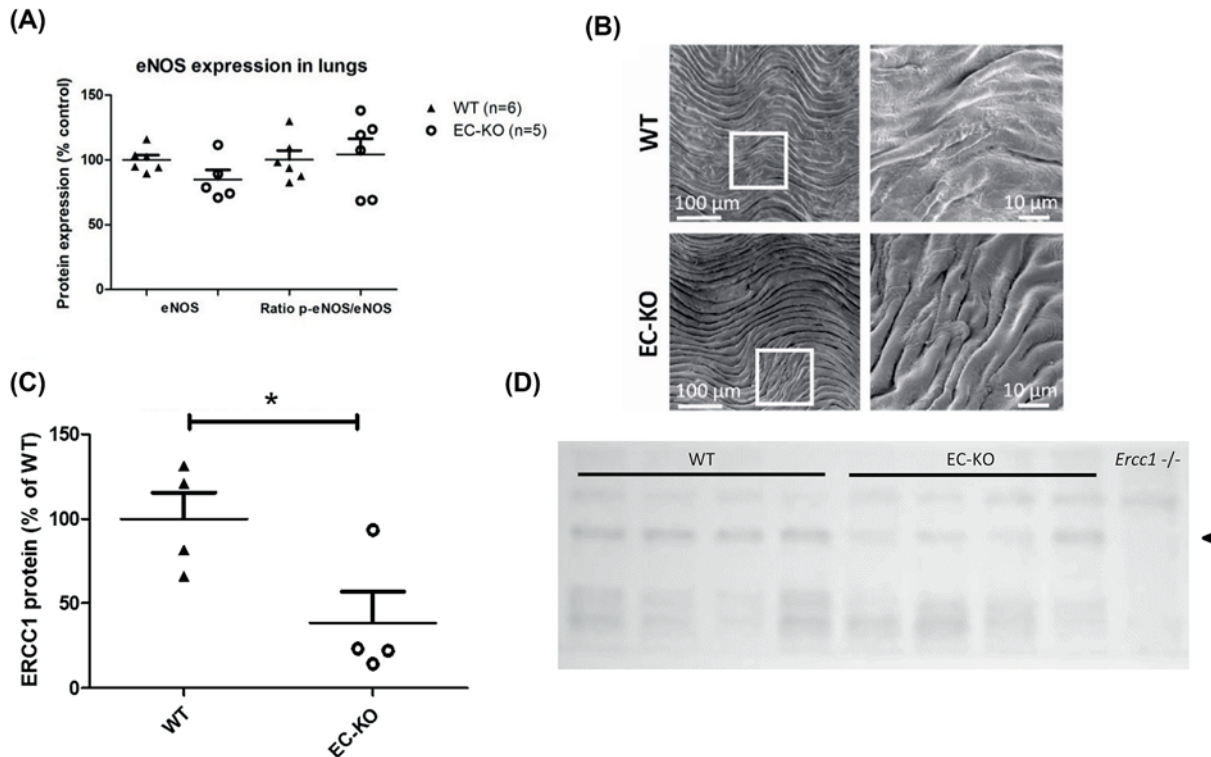 (A)
eNOS expression in lungs
Protein expression (% control)
150
100
50
0
eNOS
Ratio p-eNOS/eNOS
WT (n=6)
EC-KO (n=5)
(B)
WT
100 µm
10 µm
EC-KO
100 µm
10 µm
(C)
*
ERCC1 protein (% of WT)
150
100
50
0
WT
EC-KO
(D)
WT
EC-KO
Ercc1 -/-